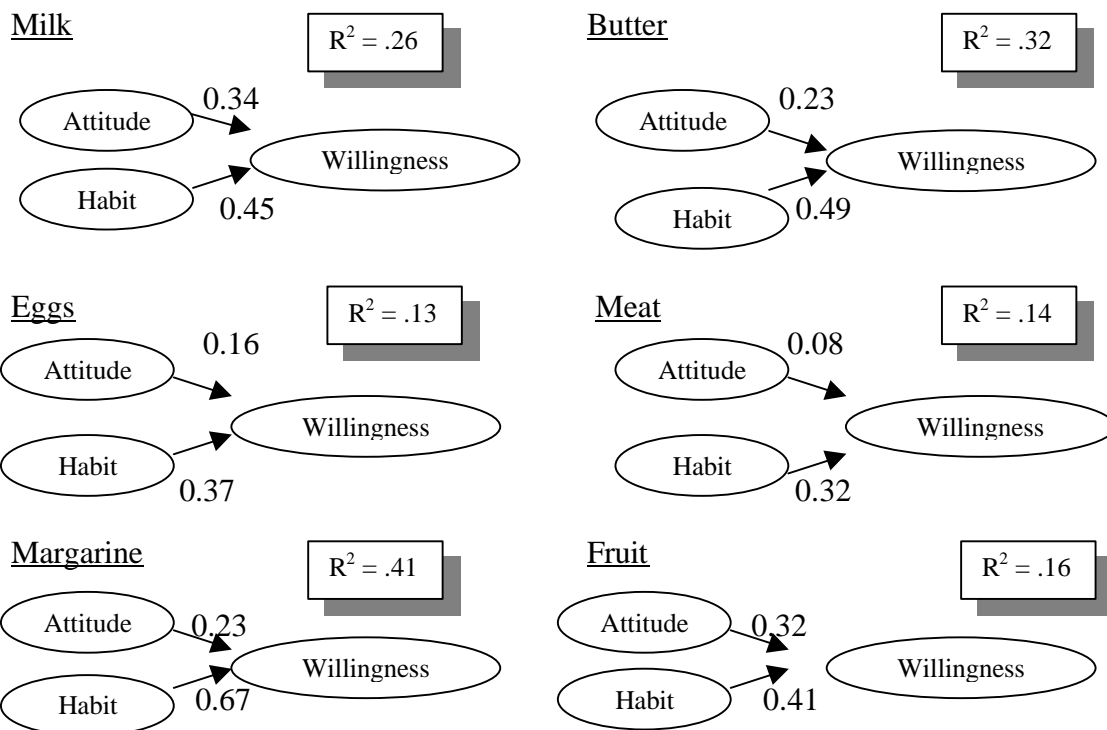 Milk
R² = .26
0.34
Attitude
Willingness
Habit
0.45
Butter
R² = .32
0.23
Attitude
Willingness
Habit
0.49
Eggs
R² = .13
0.16
Attitude
Willingness
Habit
0.37
Meat
R² = .14
0.08
Attitude
Willingness
Habit
0.32
Margarine
R² = .41
Attitude
0.23
Willingness
Habit
0.67
Fruit
R² = .16
Attitude
0.32
Willingness
Habit
0.41